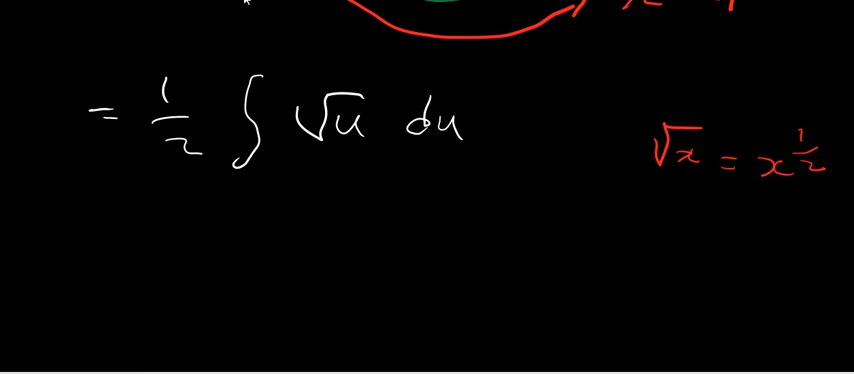 = 1/2 ∫ √u du
√x = x^(1/2)